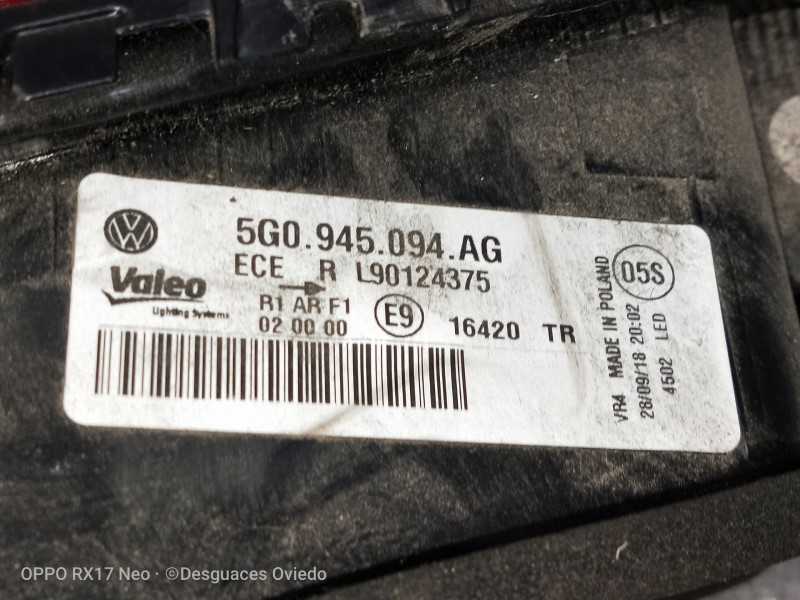 5G0.945.094.AG
ECE R L90124375
Valeo
Lighting Systems
R1 AR F1
02 00 00
E9
16420 TR
05S
VR4 MADE IN POLAND
28/09/18 20:02
4502 LED
OPPO RX17 Neo · ©Desguaces Oviedo